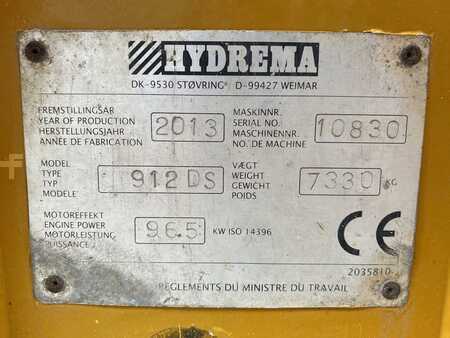 HYDREMA
DK-9530 STØVRING D-99427 WEIMAR
FREMSTILLINGSÅR
YEAR OF PRODUCTION
HERSTELLUNGSJAHR
ANNÉE DE FABRICATION
2013
MASKINNR.
SERIAL NO.
MASCHINENNR.
NO. DE MACHINE
10830
MODEL
TYPE
TYP
MODELE
912DS
VÆGT
WEIGHT
GEWICHT
POIDS
7330 KG
MOTOREFFEKT
ENGINE POWER
MOTORLEISTUNG
PUISSANCE
96.5 KW ISO 14396
CE
2035810
REGLEMENTS DU MINISTRE DU TRAVAIL